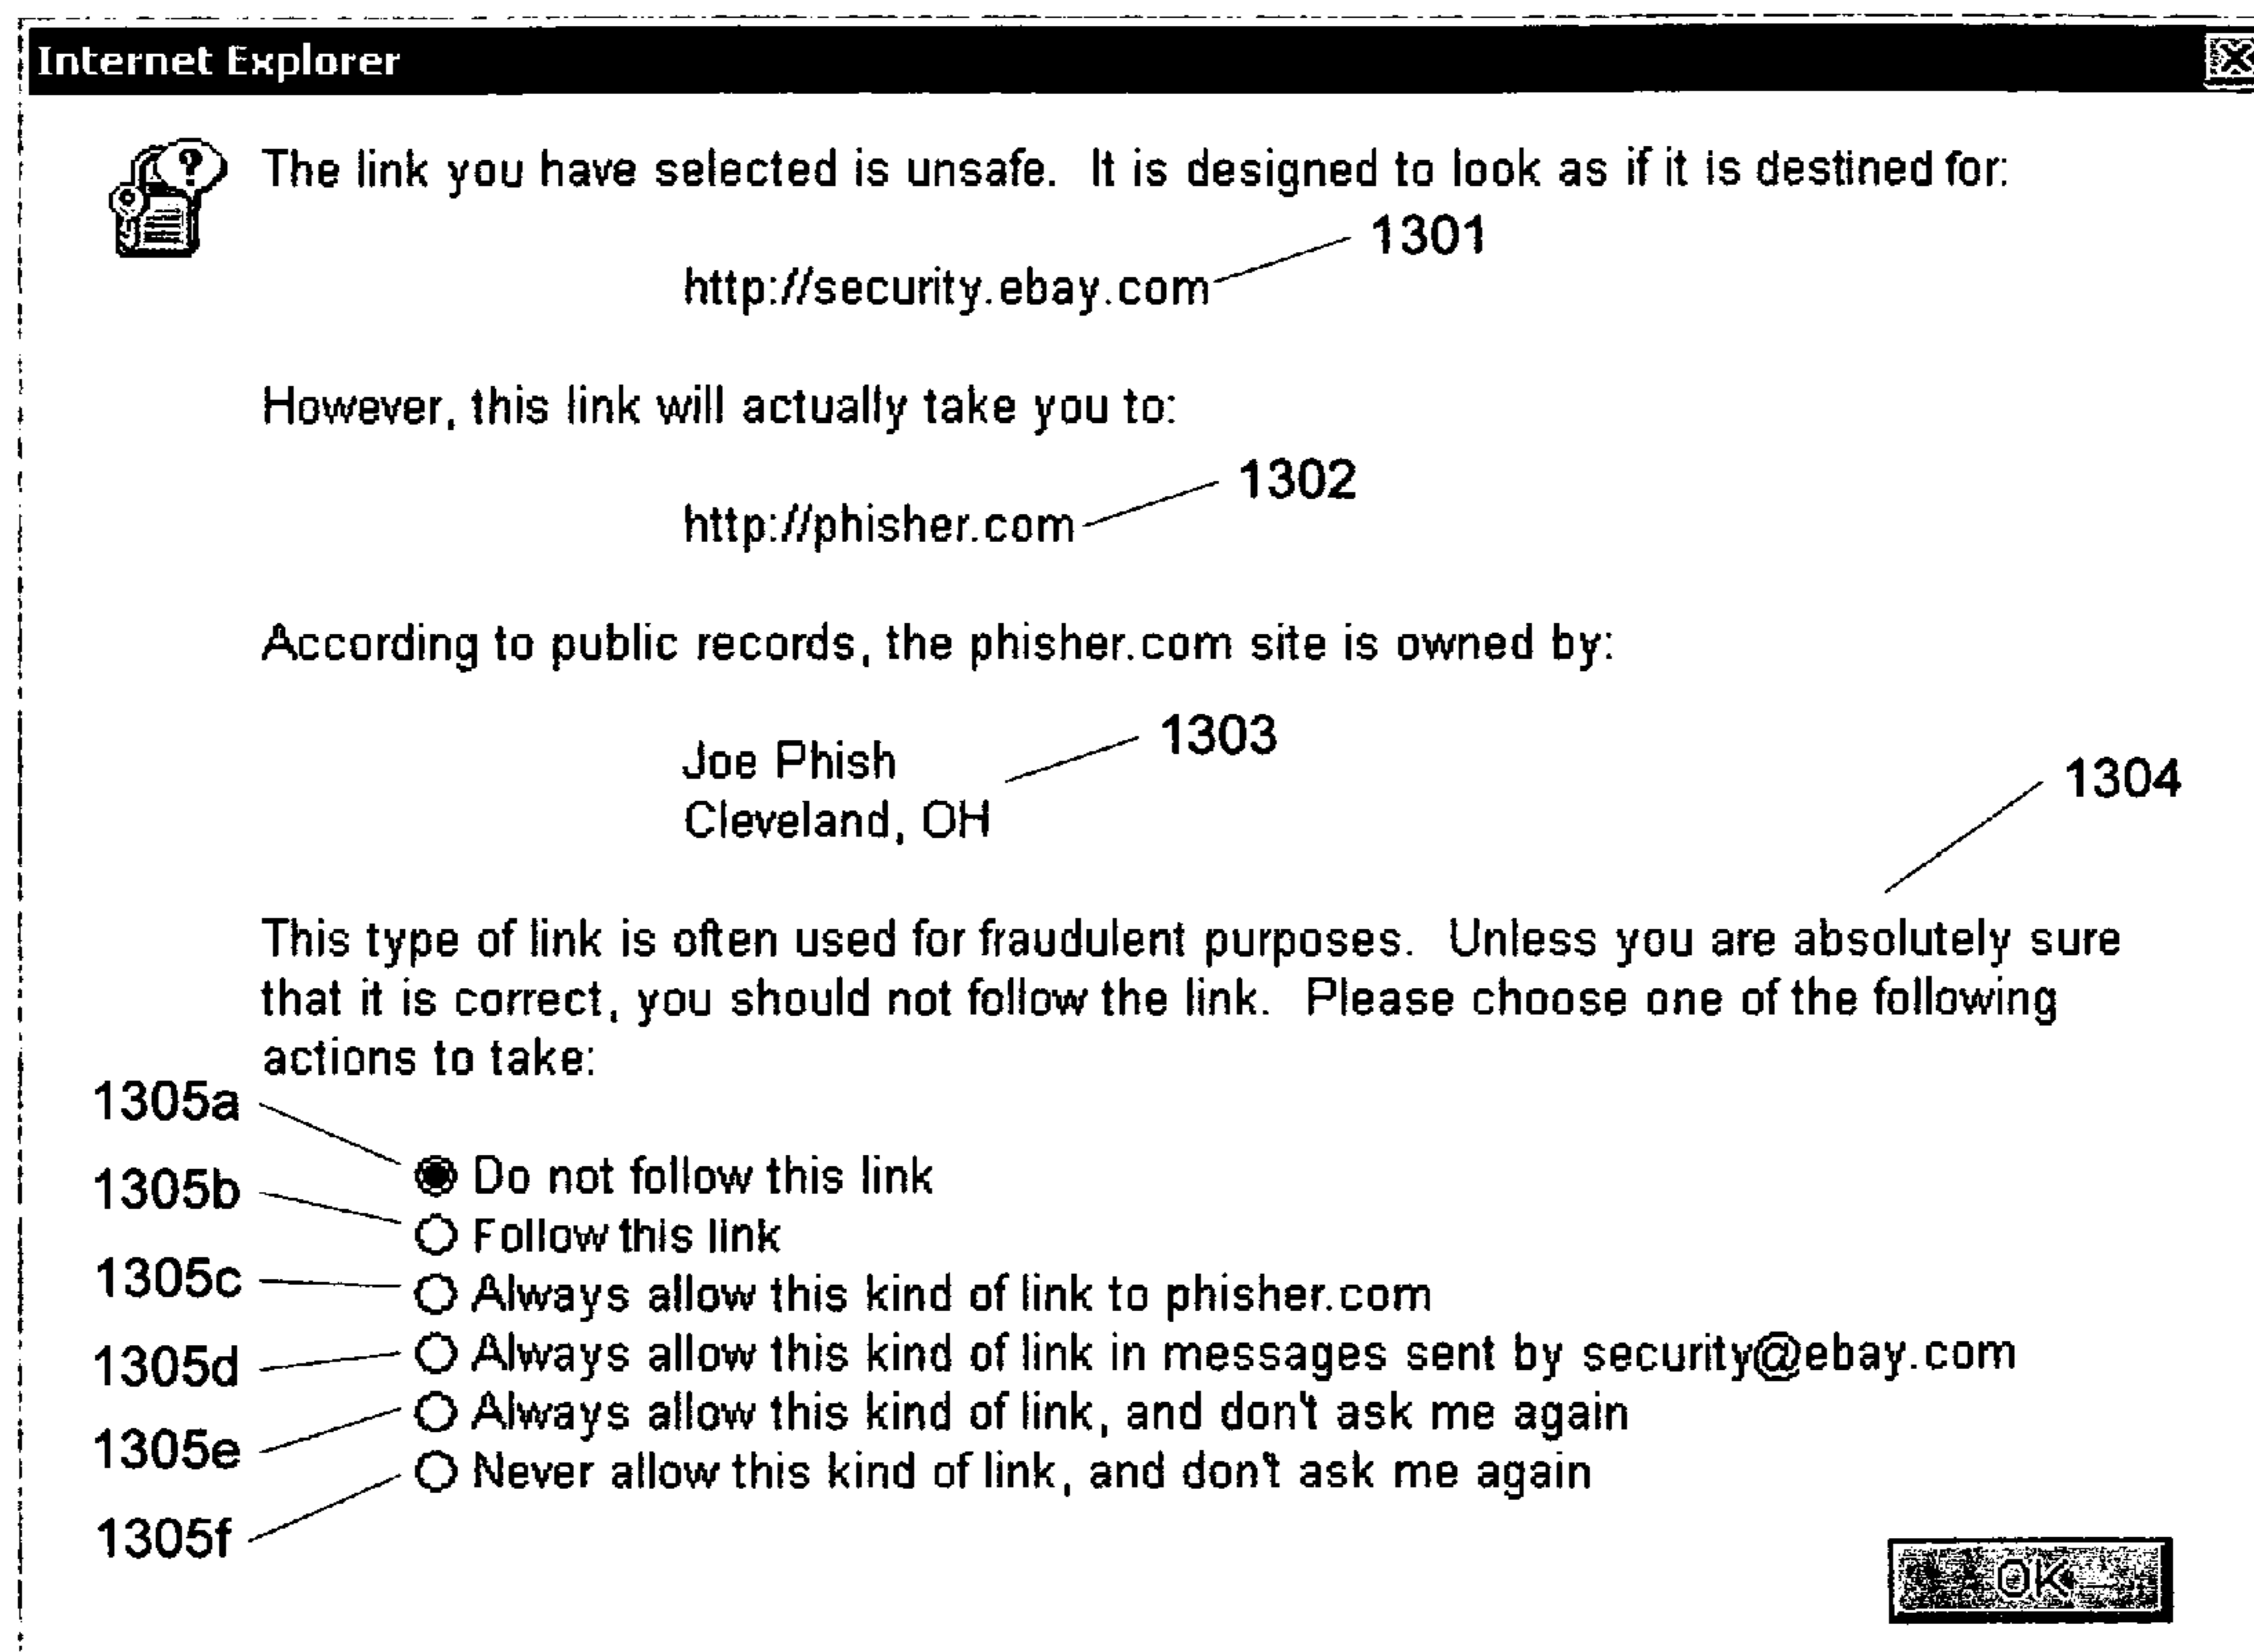 Internet Explorer
The link you have selected is unsafe. It is designed to look as if it is destined for:
1301
http://security.ebay.com
However, this link will actually take you to:
1302
http://phisher.com
According to public records, the phisher.com site is owned by:
1303
Joe Phish
Cleveland, OH
1304
This type of link is often used for fraudulent purposes. Unless you are absolutely sure
that it is correct, you should not follow the link. Please choose one of the following
actions to take:
1305a
Do not follow this link
1305b
Follow this link
1305c
Always allow this kind of link to phisher.com
1305d
Always allow this kind of link in messages sent by security@ebay.com
1305e
Always allow this kind of link, and don't ask me again
Never allow this kind of link, and don't ask me again
1305f
OK